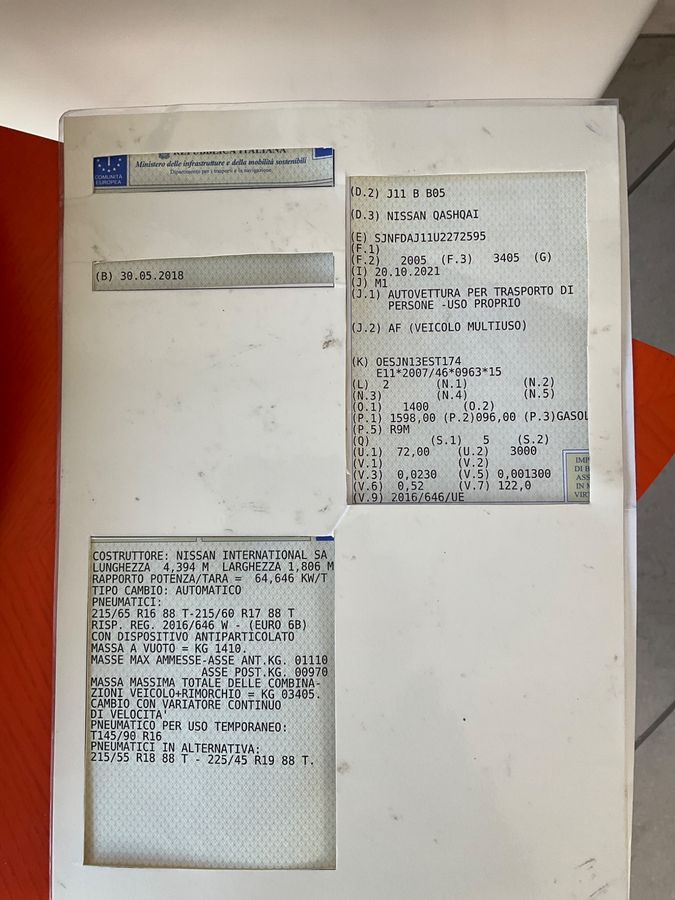 REPUBBLICA ITALIANA
Ministero delle infrastrutture e della mobilità sostenibili
Dipartimento per i trasporti e la navigazione
COMUNITÀ
EUROPEA
(B) 30.05.2018
(D.2) J11 B B05
(D.3) NISSAN QASHQAI
(E) SJNFDAJ11U2272595
(F.1)
(F.2) 2005 (F.3) 3405 (G)
(I) 20.10.2021
(J) M1
(J.1) AUTOVETTURA PER TRASPORTO DI
PERSONE -USO PROPRIO
(J.2) AF (VEICOLO MULTIUSO)
(K) OESJN13EST174
E11*2007/46*0963*15
(L) 2 (N.1) (N.2)
(N.3) (N.4) (N.5)
(O.1) 1400 (O.2)
(P.1) 1598,00 (P.2)096,00 (P.3)GASOL
(P.5) R9M
(Q) (S.1) 5 (S.2)
(U.1) 72,00 (U.2) 3000
(V.1) (V.2)
(V.3) 0,0230 (V.5) 0,001300
(V.6) 0,52 (V.7) 122,0
(V.9) 2016/646/UE
IMP
DI B
ASS
IN M
VIR
COSTRUTTORE: NISSAN INTERNATIONAL SA
LUNGHEZZA 4,394 M LARGHEZZA 1,806 M
RAPPORTO POTENZA/TARA = 64,646 KW/T
TIPO CAMBIO: AUTOMATICO
PNEUMATICI:
215/65 R16 88 T-215/60 R17 88 T
RISP. REG. 2016/646 W - (EURO 6B)
CON DISPOSITIVO ANTIPARTICOLATO
MASSA A VUOTO = KG 1410.
MASSE MAX AMMESSE-ASSE ANT.KG. 01110
ASSE POST.KG. 00970
MASSA MASSIMA TOTALE DELLE COMBINA-
ZIONI VEICOLO+RIMORCHIO = KG 03405.
CAMBIO CON VARIATORE CONTINUO
DI VELOCITA'
PNEUMATICO PER USO TEMPORANEO:
T145/90 R16
PNEUMATICI IN ALTERNATIVA:
215/55 R18 88 T - 225/45 R19 88 T.